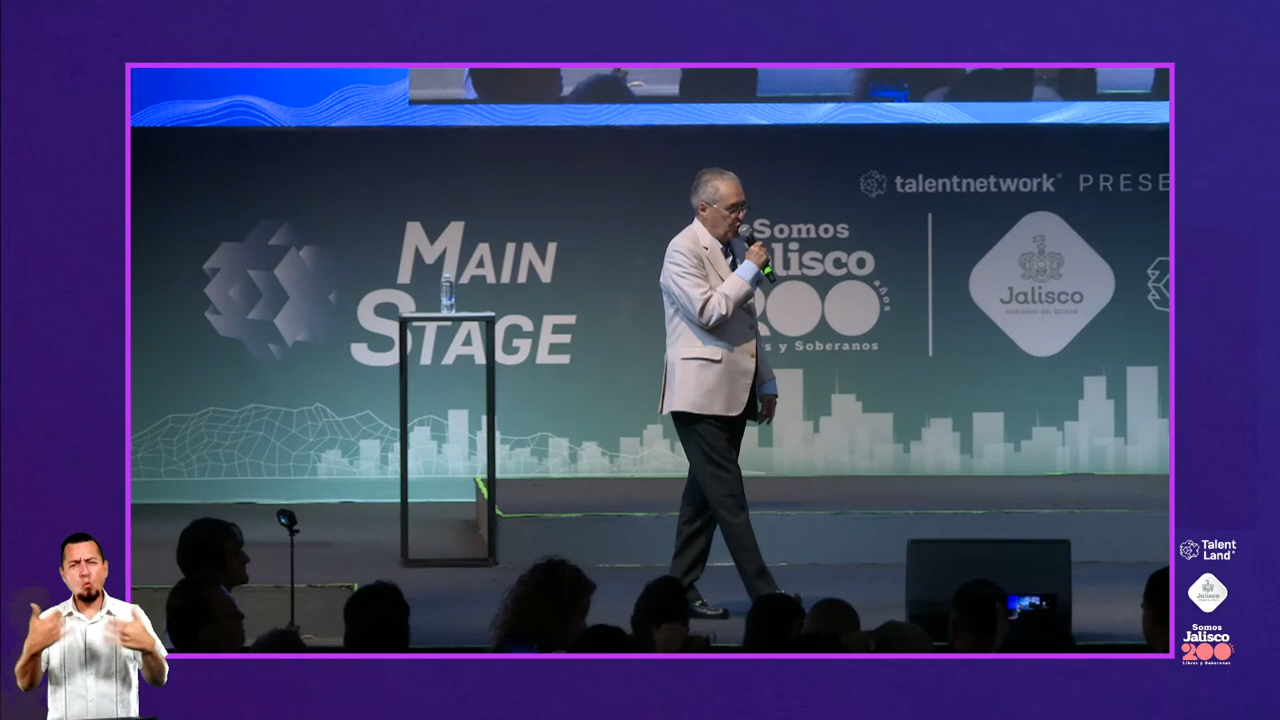 talentnetwork® PRESE
MAIN
STAGE
Somos
alisco
200
años
s y Soberanos
Jalisco
GOBIERNO DEL ESTADO
Talent
Land
Jalisco
Somos
Jalisco
200
Libres y Soberanos